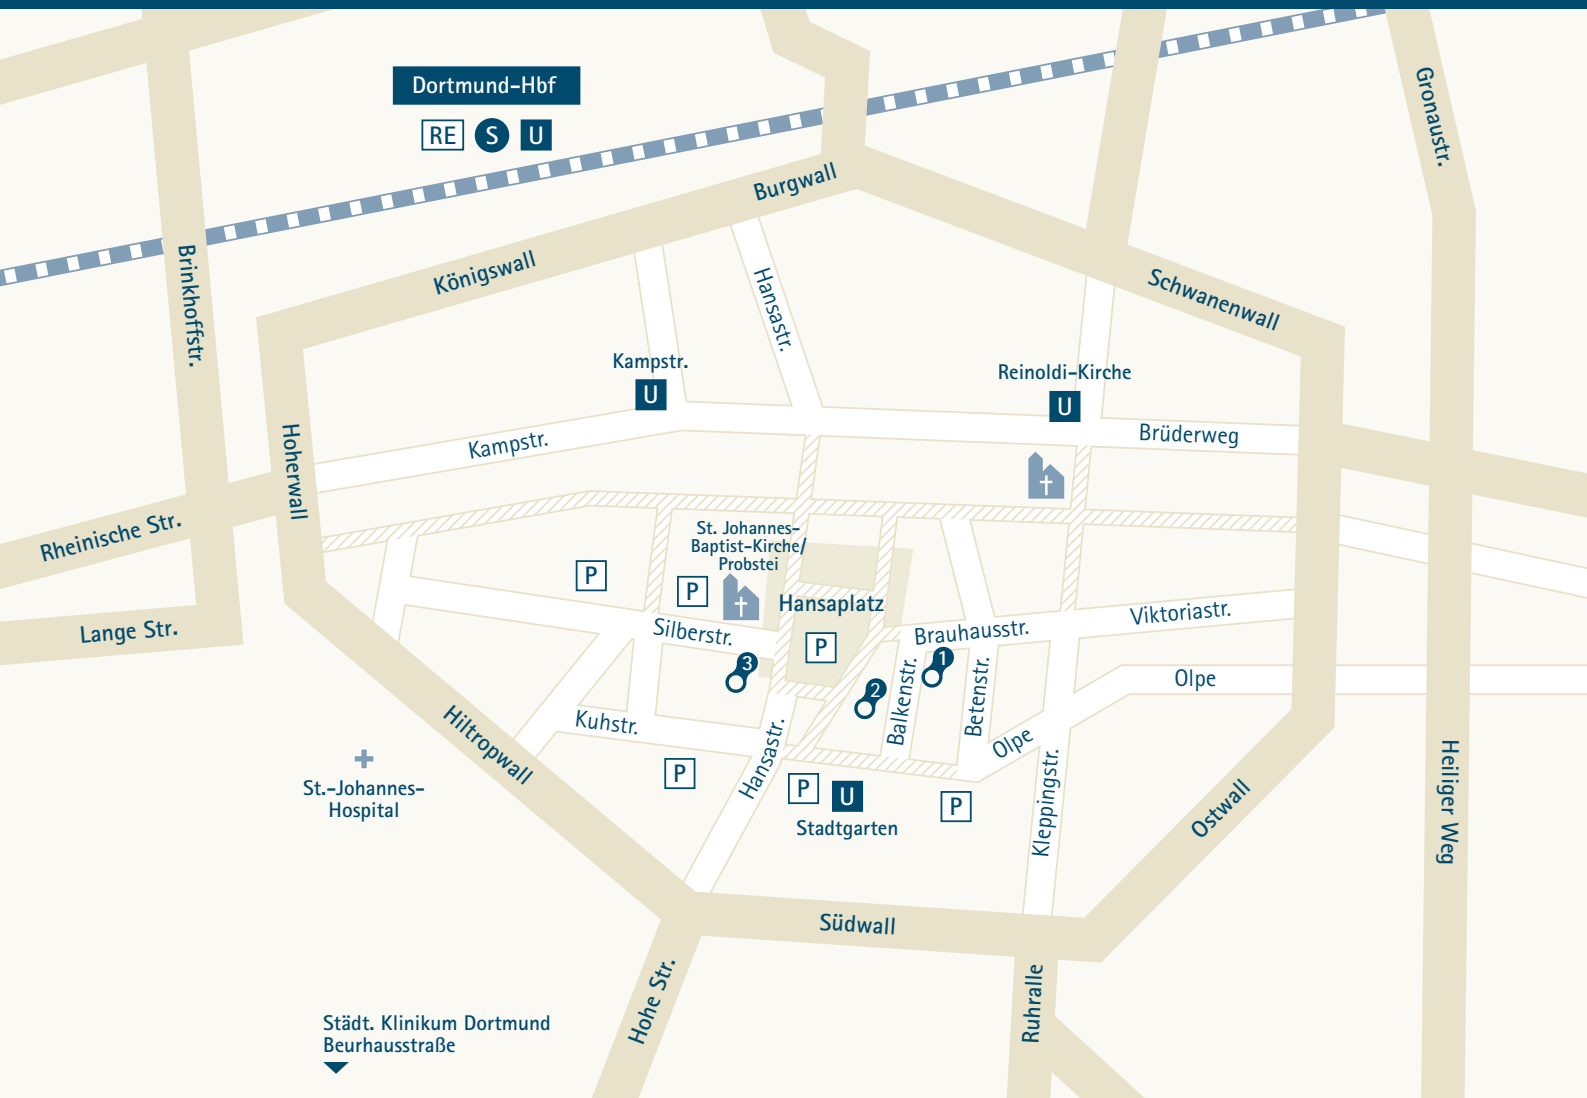 Dortmund-Hbf
RE S U
Gronaustr.
Burgwall
Brinkhoffstr.
Königswall
Hansastr.
Schwanenwall
Kampstr.
U
Reinoldi-Kirche
U
Hoherwall
Kampstr.
Brüderweg
Rheinische Str.
St. Johannes-
Baptist-Kirche/
Probstei
P
P
Hansaplatz
P
Lange Str.
Silberstr.
Brauhausstr.
Viktoriastr.
3
2
1
Balkenstr.
Betenstr.
Olpe
Hiltropwall
Kuhstr.
Hansastr.
Olpe
Kleppingstr.
St.-Johannes-
Hospital
P
P
U
Stadtgarten
P
Ostwall
Heiliger Weg
Südwall
Hohe Str.
Ruhralle
Städt. Klinikum Dortmund
Beurhausstraße